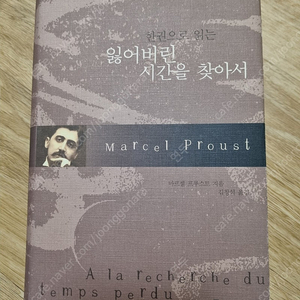 한권으로 읽는
잃어버린
시간을 찾아서
Marcel Proust
마르셀 프루스트 지음
A la recherche du
temps perdu